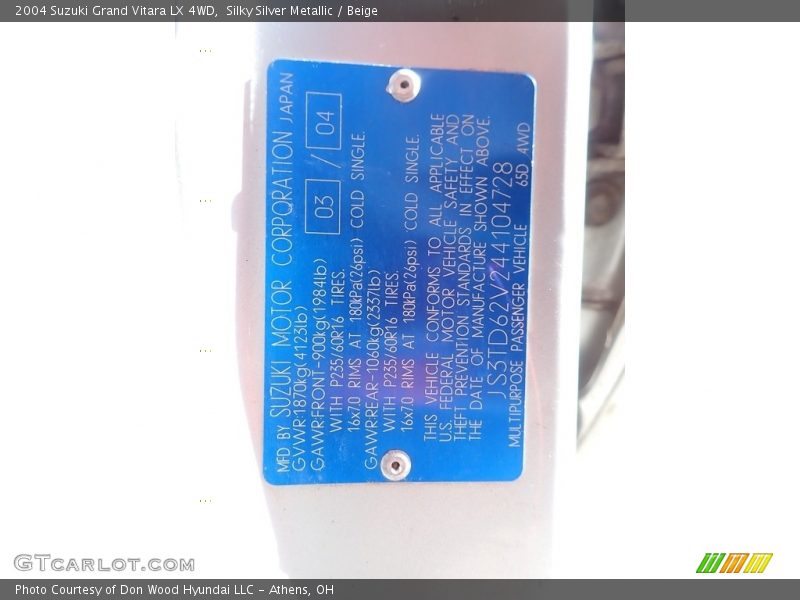 2004 Suzuki Grand Vitara LX 4WD,  Silky Silver Metallic / Beige
MFD BY SUZUKI MOTOR CORPORATION JAPAN
GVWR:1870kg(4123lb)
03 / 04
GAWR:FRONT-900kg(1984lb)
WITH P235/60R16 TIRES.
16x7.0 RIMS AT 180kPa(26psi) COLD SINGLE.
GAWR:REAR-1060kg(2337lb)
WITH P235/60R16 TIRES.
16x7.0 RIMS AT 180kPa(26psi) COLD SINGLE.
THIS VEHICLE CONFORMS TO ALL APPLICABLE
U.S. FEDERAL MOTOR VEHICLE SAFETY AND
THEFT PREVENTION STANDARDS IN EFFECT ON
THE DATE OF MANUFACTURE SHOWN ABOVE.
JS3TD62V244104728
MULTIPURPOSE PASSENGER VEHICLE 65D 4WD
GTCARLOT.COM
Photo Courtesy of Don Wood Hyundai LLC - Athens, OH